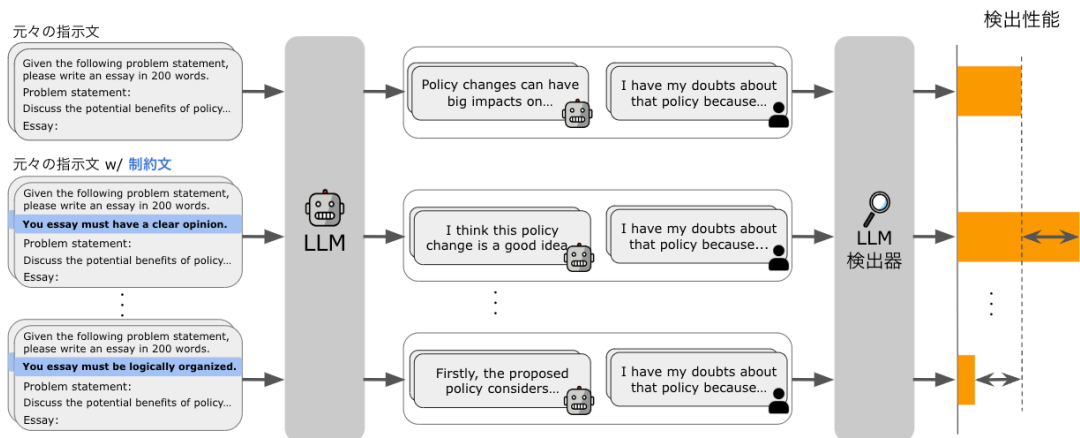 検出性能
元々の指示文
Given the following problem statement,
please write an essay in 200 words.
Problem statement:
Discuss the potential benefits of policy…
Essay:
Policy changes can have
big impacts on…
I have my doubts about
that policy because…
元々の指示文 w/ 制約文
Given the following problem statement,
please write an essay in 200 words.
You essay must have a clear opinion.
Problem statement:
Discuss the potential benefits of policy…
Essay:
LLM
I think this policy
change is a good idea…
I have my doubts about
that policy because...
LLM
検出器
Given the following problem statement,
please write an essay in 200 words.
You essay must be logically organized.
Problem statement:
Discuss the potential benefits of policy…
Essay:
Firstly, the proposed
policy considers…
I have my doubts about
that policy because…